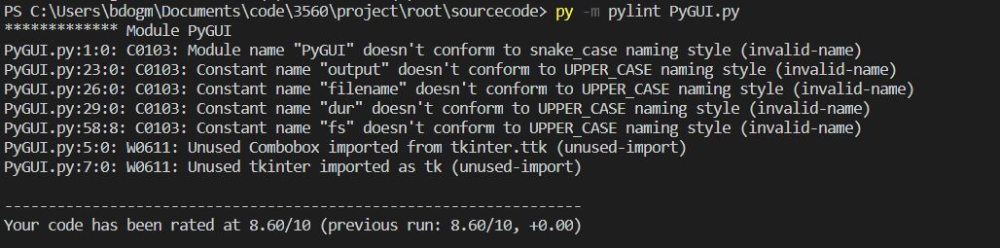 PS C:\Users\bdogm\Documents\code\3560\project\root\sourcecode> py -m pylint PyGUI.py
************* Module PyGUI
PyGUI.py:1:0: C0103: Module name "PyGUI" doesn't conform to snake_case naming style (invalid-name)
PyGUI.py:23:0: C0103: Constant name "output" doesn't conform to UPPER_CASE naming style (invalid-name)
PyGUI.py:26:0: C0103: Constant name "filename" doesn't conform to UPPER_CASE naming style (invalid-name)
PyGUI.py:29:0: C0103: Constant name "dur" doesn't conform to UPPER_CASE naming style (invalid-name)
PyGUI.py:58:8: C0103: Constant name "fs" doesn't conform to UPPER_CASE naming style (invalid-name)
PyGUI.py:5:0: W0611: Unused Combobox imported from tkinter.ttk (unused-import)
PyGUI.py:7:0: W0611: Unused tkinter imported as tk (unused-import)
------------------------------------------------------------------
Your code has been rated at 8.60/10 (previous run: 8.60/10, +0.00)